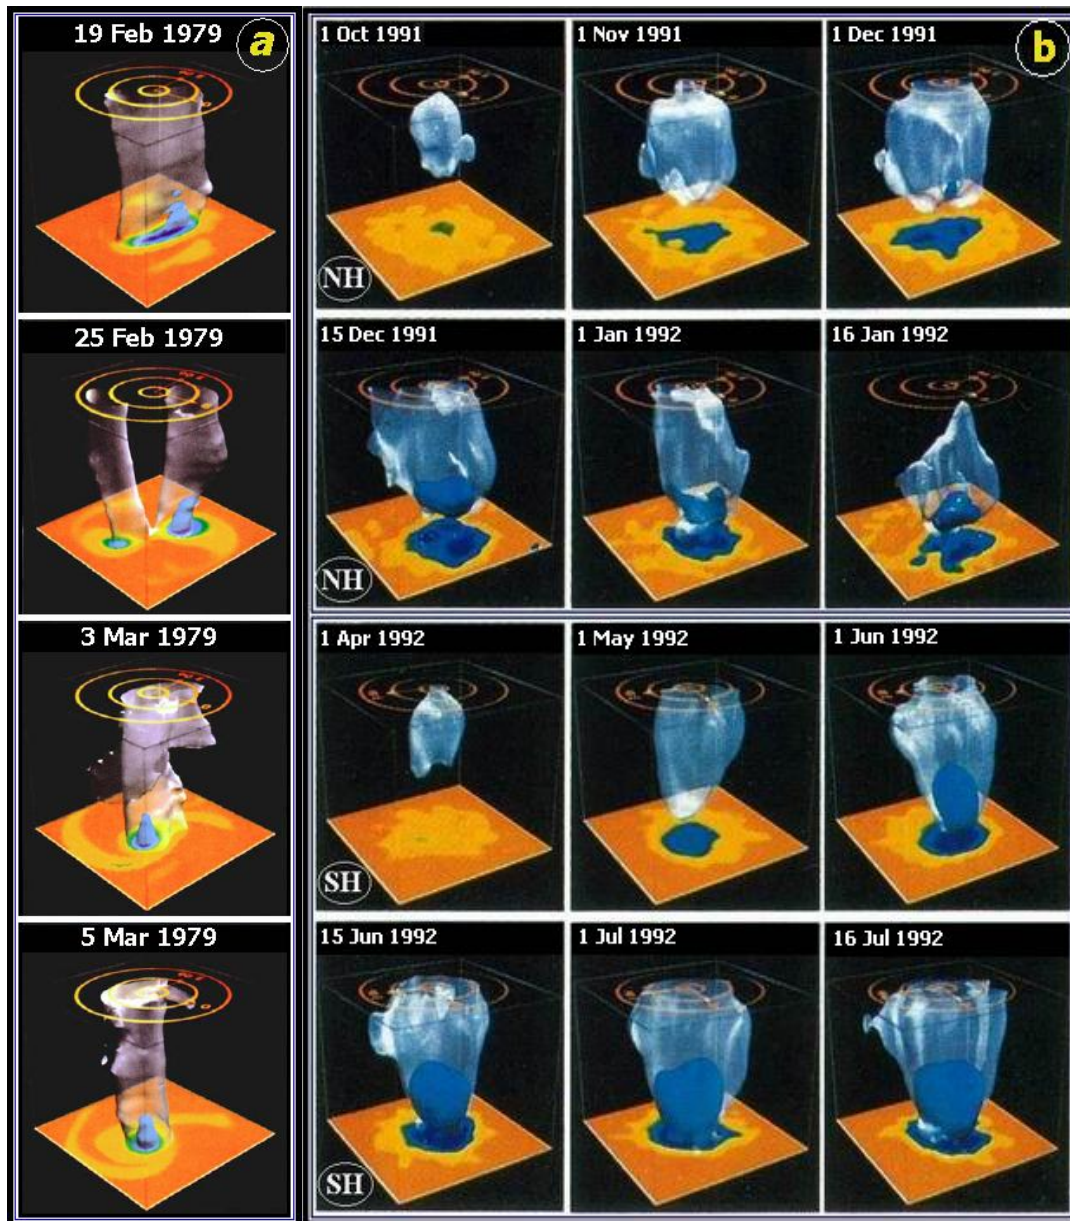 19 Feb 1979
a
1 Oct 1991
1 Nov 1991
1 Dec 1991
b
NH
25 Feb 1979
15 Dec 1991
1 Jan 1992
16 Jan 1992
NH
3 Mar 1979
1 Apr 1992
1 May 1992
1 Jun 1992
SH
5 Mar 1979
15 Jun 1992
1 Jul 1992
16 Jul 1992
SH